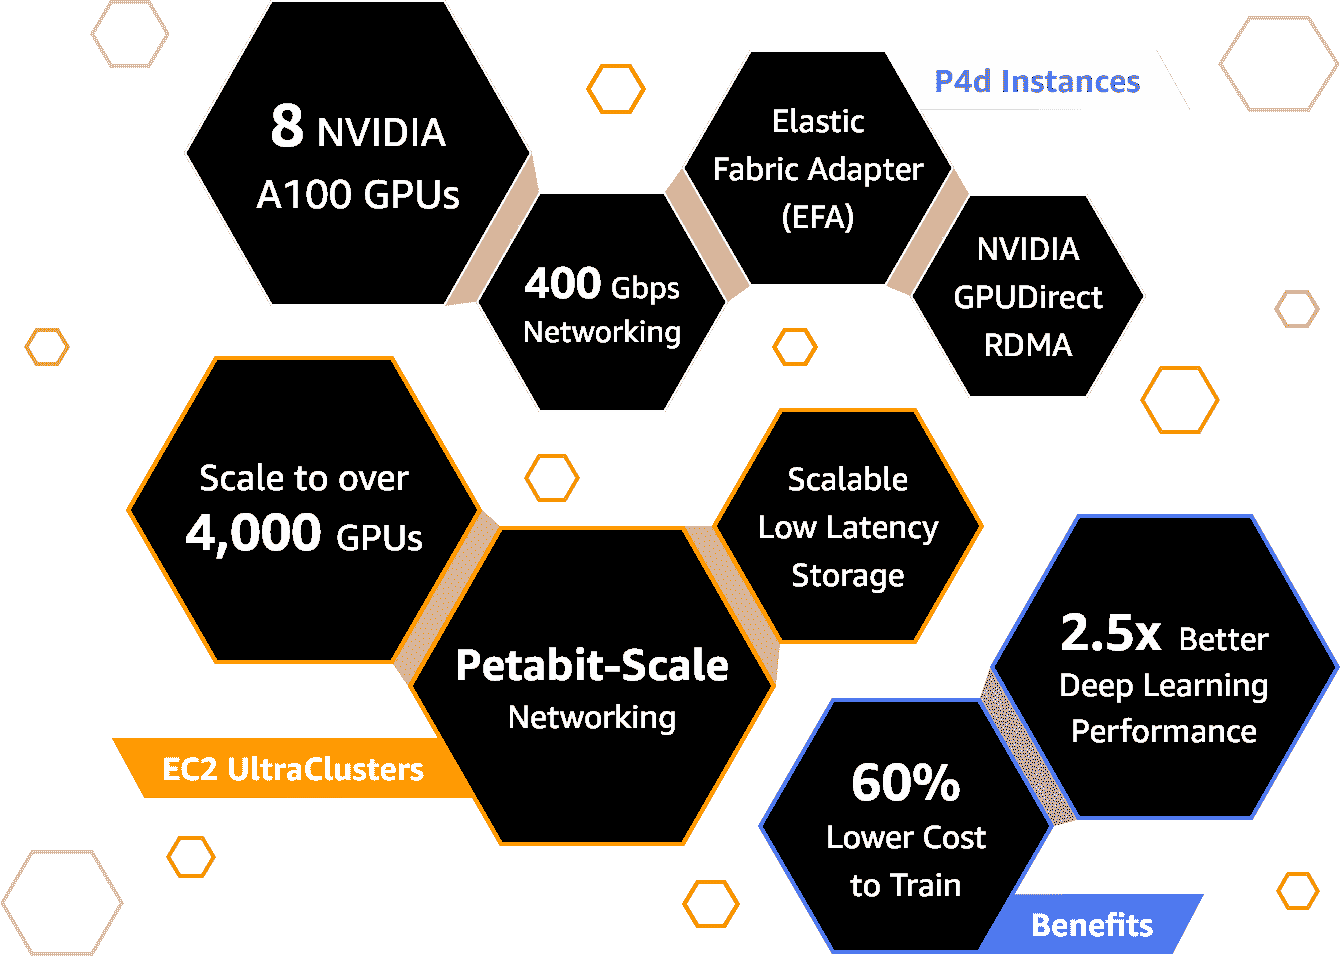 P4d Instances
8 NVIDIA
A100 GPUs
400 Gbps
Networking
Elastic
Fabric Adapter
(EFA)
NVIDIA
GPUDirect
RDMA
Scale to over
4,000 GPUs
Petabit-Scale
Networking
Scalable
Low Latency
Storage
EC2 UltraClusters
2.5x Better
Deep Learning
Performance
60%
Lower Cost
to Train
Benefits